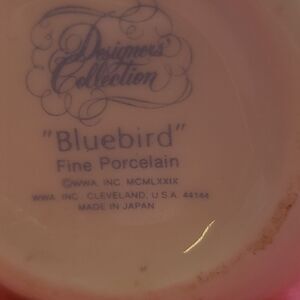 Designers'
Collection
"Bluebird"
Fine Porcelain
©WWA, INC. MCMLXXIX
WWA, INC. · CLEVELAND, U.S.A. 44144
MADE IN JAPAN